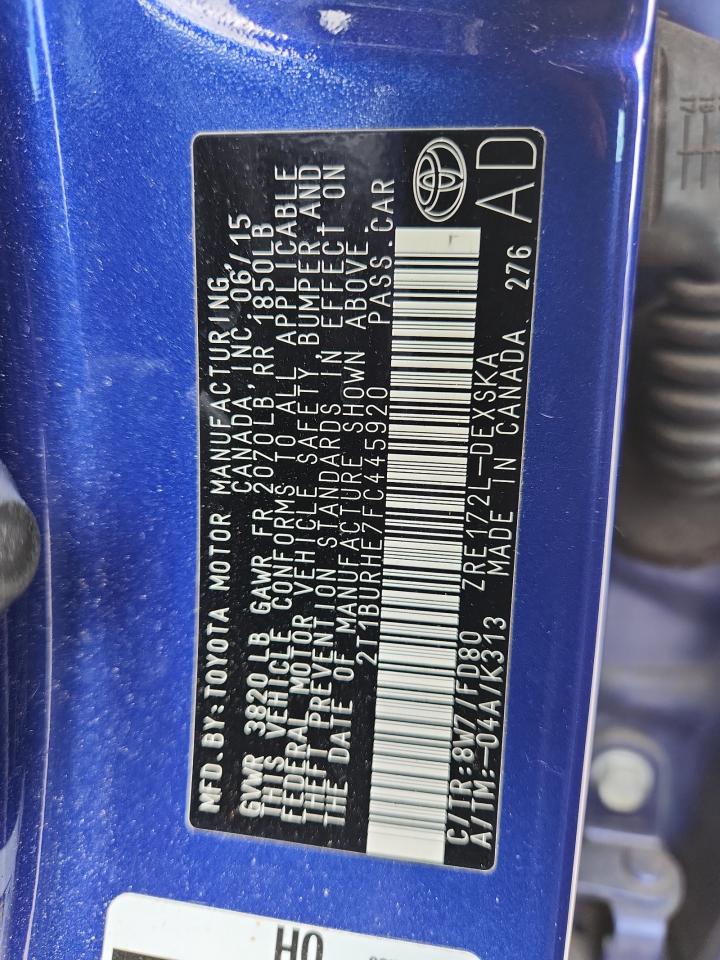 MFD.BY:TOYOTA MOTOR MANUFACTURING,
CANADA, INC. 06/15
GVWR 3820LB GAWR FR 2070LB RR 1850LB
THIS VEHICLE CONFORMS TO ALL APPLICABLE
FEDERAL MOTOR VEHICLE SAFETY, BUMPER AND
THEFT PREVENTION STANDARDS IN EFFECT ON
THE DATE OF MANUFACTURE SHOWN ABOVE.
2T1BURHE7FC445920 PASS.CAR
C/TR:8W7/FD80 ZRE172L-DEXSKA
A/TM:-04A/K313 MADE IN CANADA 276
AD
HO